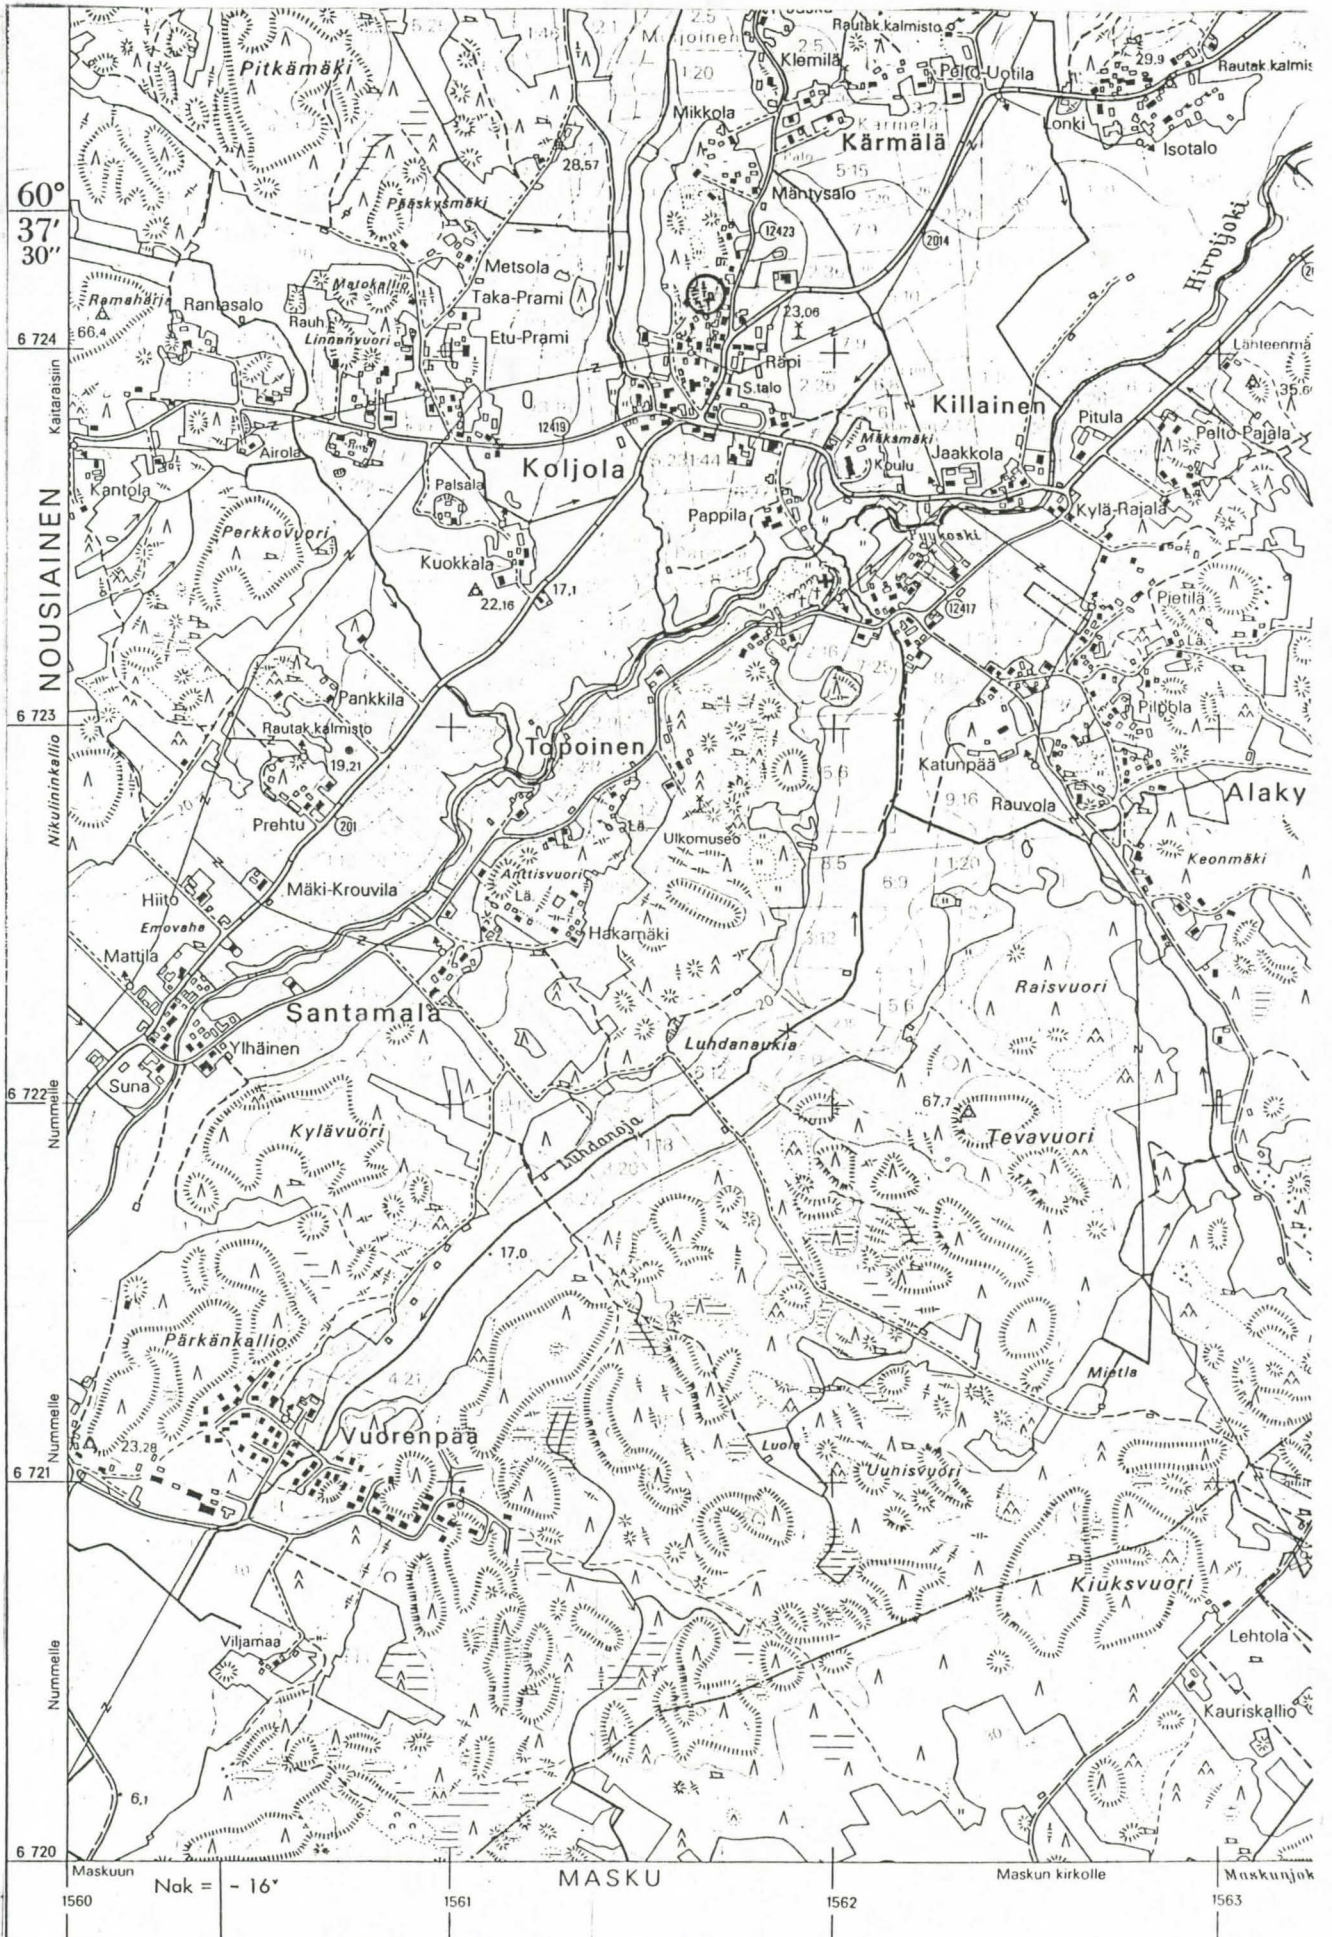 Pitkämäki
Rautak.kalmisto
Klemilä
Pelto-Uotila
29,9
Rautak.kalmis
Mikkola
Kärmälä
Lonki
Isotalo
28,57
60°
37'
30"
Pääskysmäki
Mäntysalo
12423
2014
Hirvijoki
Metsola
Taka-Prami
Matokallio
Rantasalo
66,4
Rauh.
Linnanvuori
Etu-Prami
23,06
Räpi
S.talo
6 724
Kaitaraisiin
Lähteenmä
35,6
Killainen
Pitula
Pelto-Pajala
12419
Airola
Koljola
Mäksmäki
Koulu
Jaakkola
Kantola
Palsala
Pappila
Kylä-Rajala
Perkkovuori
Kuokkala
22,16
17,1
12417
Pietilä
Lä.
NOUSIAINEN
Pankkila
Rautak.kalmisto
19,21
6 723
Nikulininkallio
Topoinen
Katunpää
Rauvola
Alaky
Prehtu
201
Lä.
Ulkomuseo
Keonmäki
Anttisvuori
Lä.
Hiito
Mäki-Krouvila
Emovaha
Hakamäki
Mattila
Raisvuori
Santamala
Luhdanaukia
Ylhäinen
Suna
6 722
Nummelle
67,7
Kylävuori
Luhdanoja
Tevavuori
17,0
Pärkänkallio
Mietla
23,28
Vuorenpää
Luola
Uunisvuori
6 721
Nummelle
Kiuksvuori
Viljamaa
Lehtola
Nummelle
Kauriskallio
6,1
6 720
Maskuun
Nak = - 16ᵛ
MASKU
Maskun kirkolle
Maskunjok
1560
1561
1562
1563